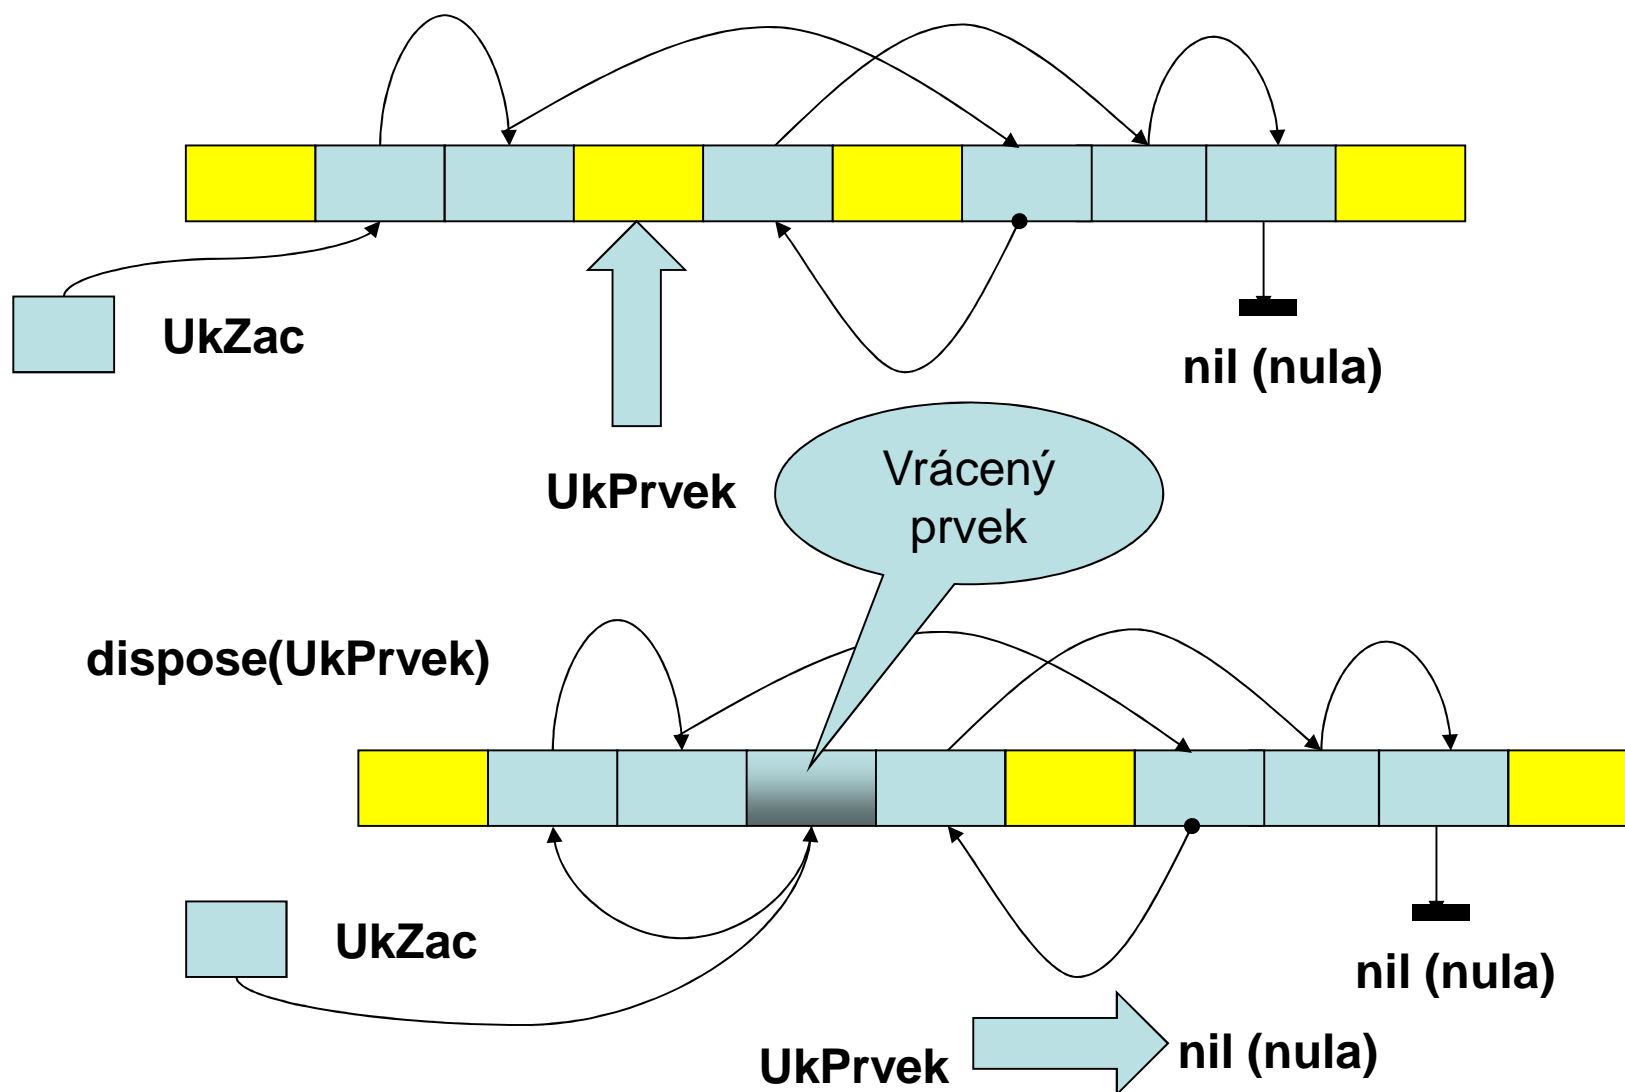 UkZac
nil (nula)
UkPrvek
Vrácený
prvek
dispose(UkPrvek)
UkZac
nil (nula)
UkPrvek
nil (nula)